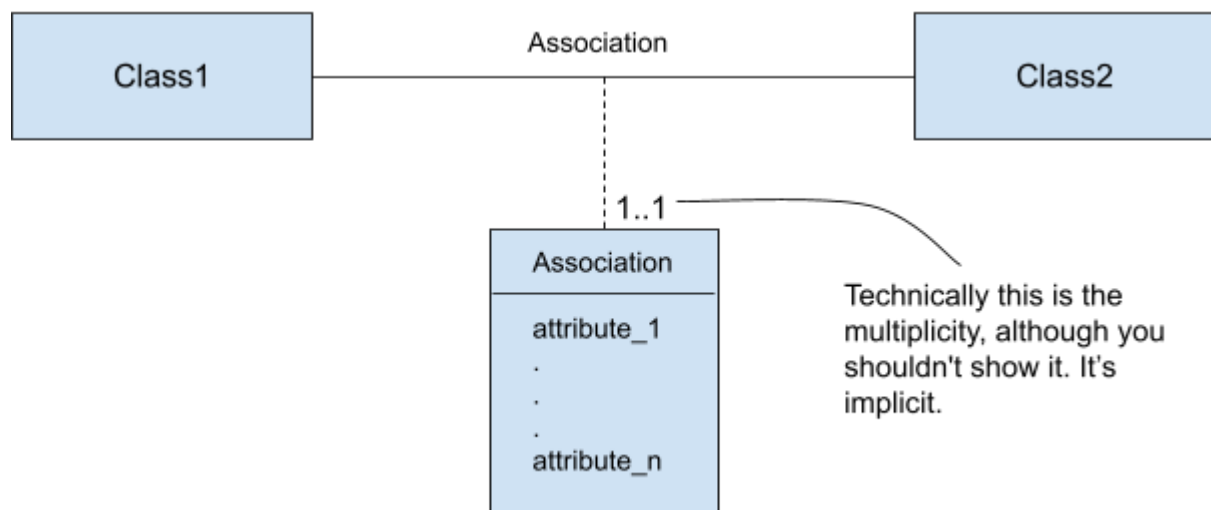 Association
Class1
Class2
1..1
Association
attribute_1
.
.
.
attribute_n
Technically this is the
multiplicity, although you
shouldn't show it. It’s
implicit.